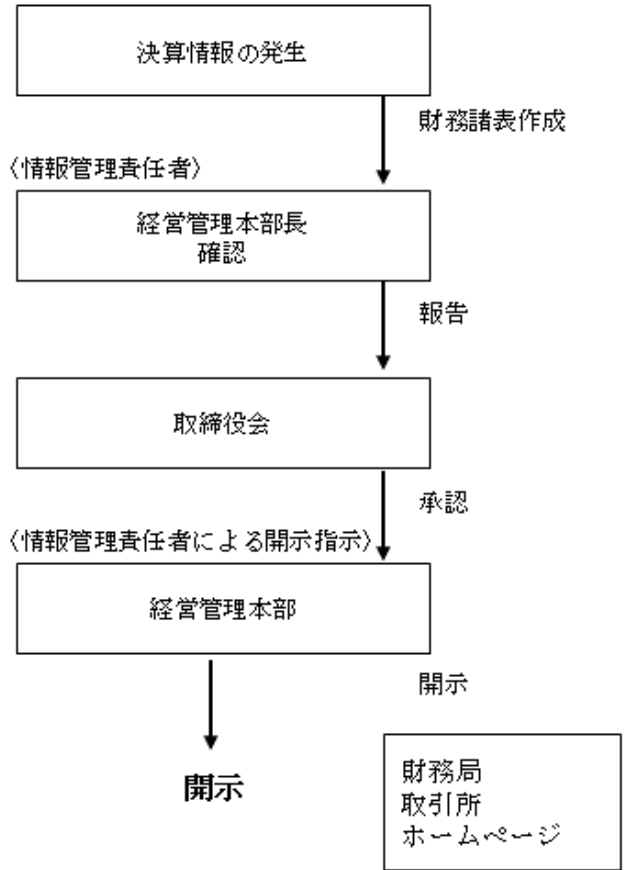 決算情報の発生
財務諸表作成
〈情報管理責任者〉
経営管理本部長
確認
報告
取締役会
承認
〈情報管理責任者による開示指示〉
経営管理本部
開示
開示
財務局
取引所
ホームページ